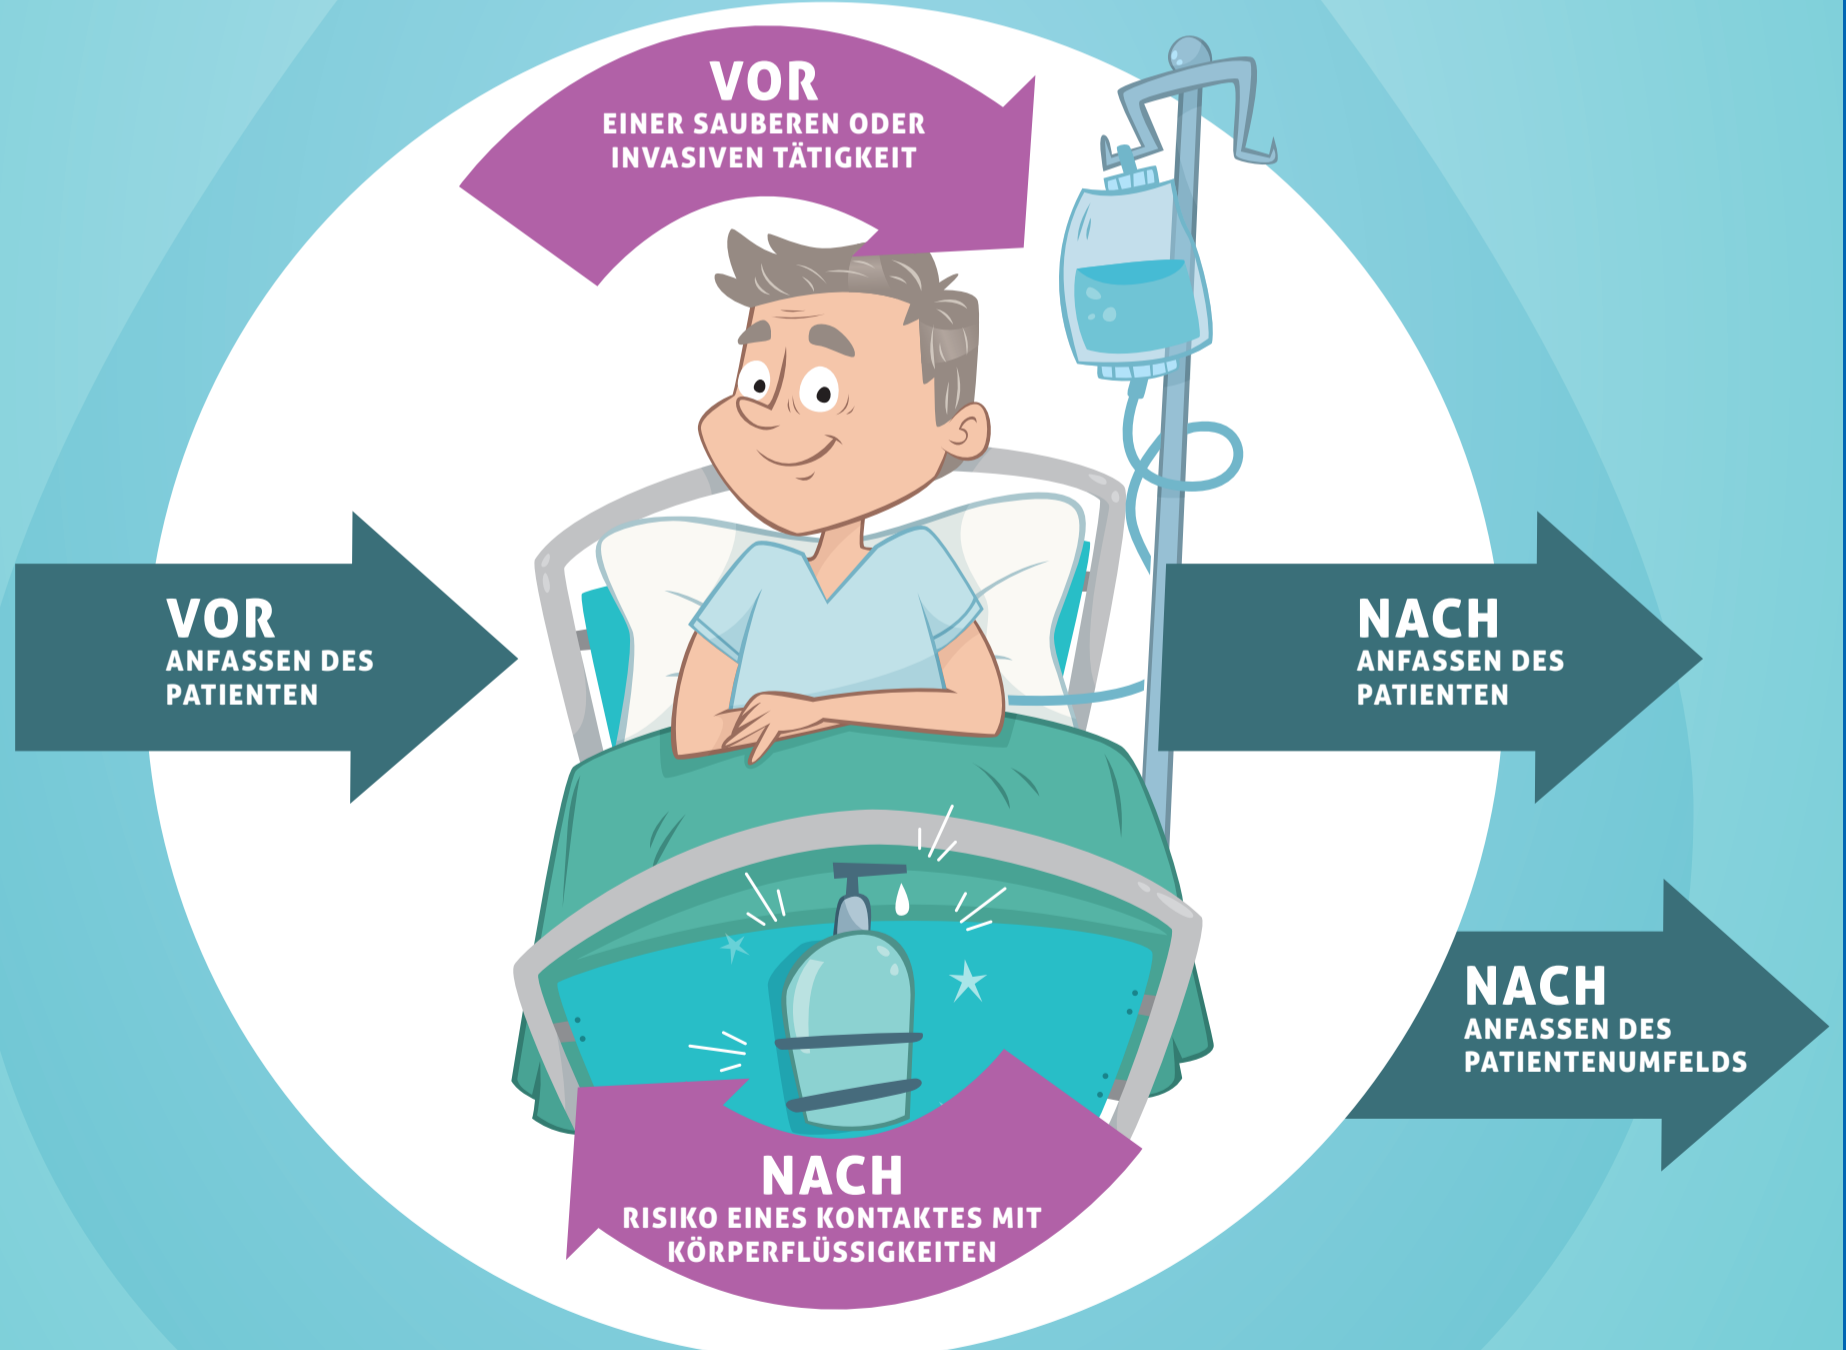 VOR
EINER SAUBEREN ODER
INVASIVEN TÄTIGKEIT
VOR
ANFASSEN DES
PATIENTEN
NACH
ANFASSEN DES
PATIENTEN
NACH
ANFASSEN DES
PATIENTENUMFELDS
NACH
RISIKO EINES KONTAKTES MIT
KÖRPERFLÜSSIGKEITEN